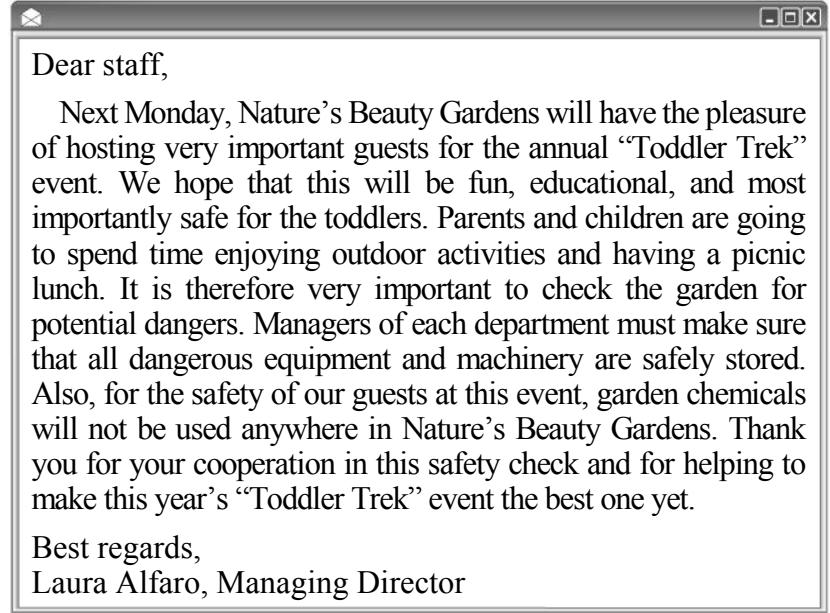 Dear staff,
Next Monday, Nature’s Beauty Gardens will have the pleasure
of hosting very important guests for the annual “Toddler Trek”
event. We hope that this will be fun, educational, and most
importantly safe for the toddlers. Parents and children are going
to spend time enjoying outdoor activities and having a picnic
lunch. It is therefore very important to check the garden for
potential dangers. Managers of each department must make sure
that all dangerous equipment and machinery are safely stored.
Also, for the safety of our guests at this event, garden chemicals
will not be used anywhere in Nature’s Beauty Gardens. Thank
you for your cooperation in this safety check and for helping to
make this year’s “Toddler Trek” event the best one yet.
Best regards,
Laura Alfaro, Managing Director